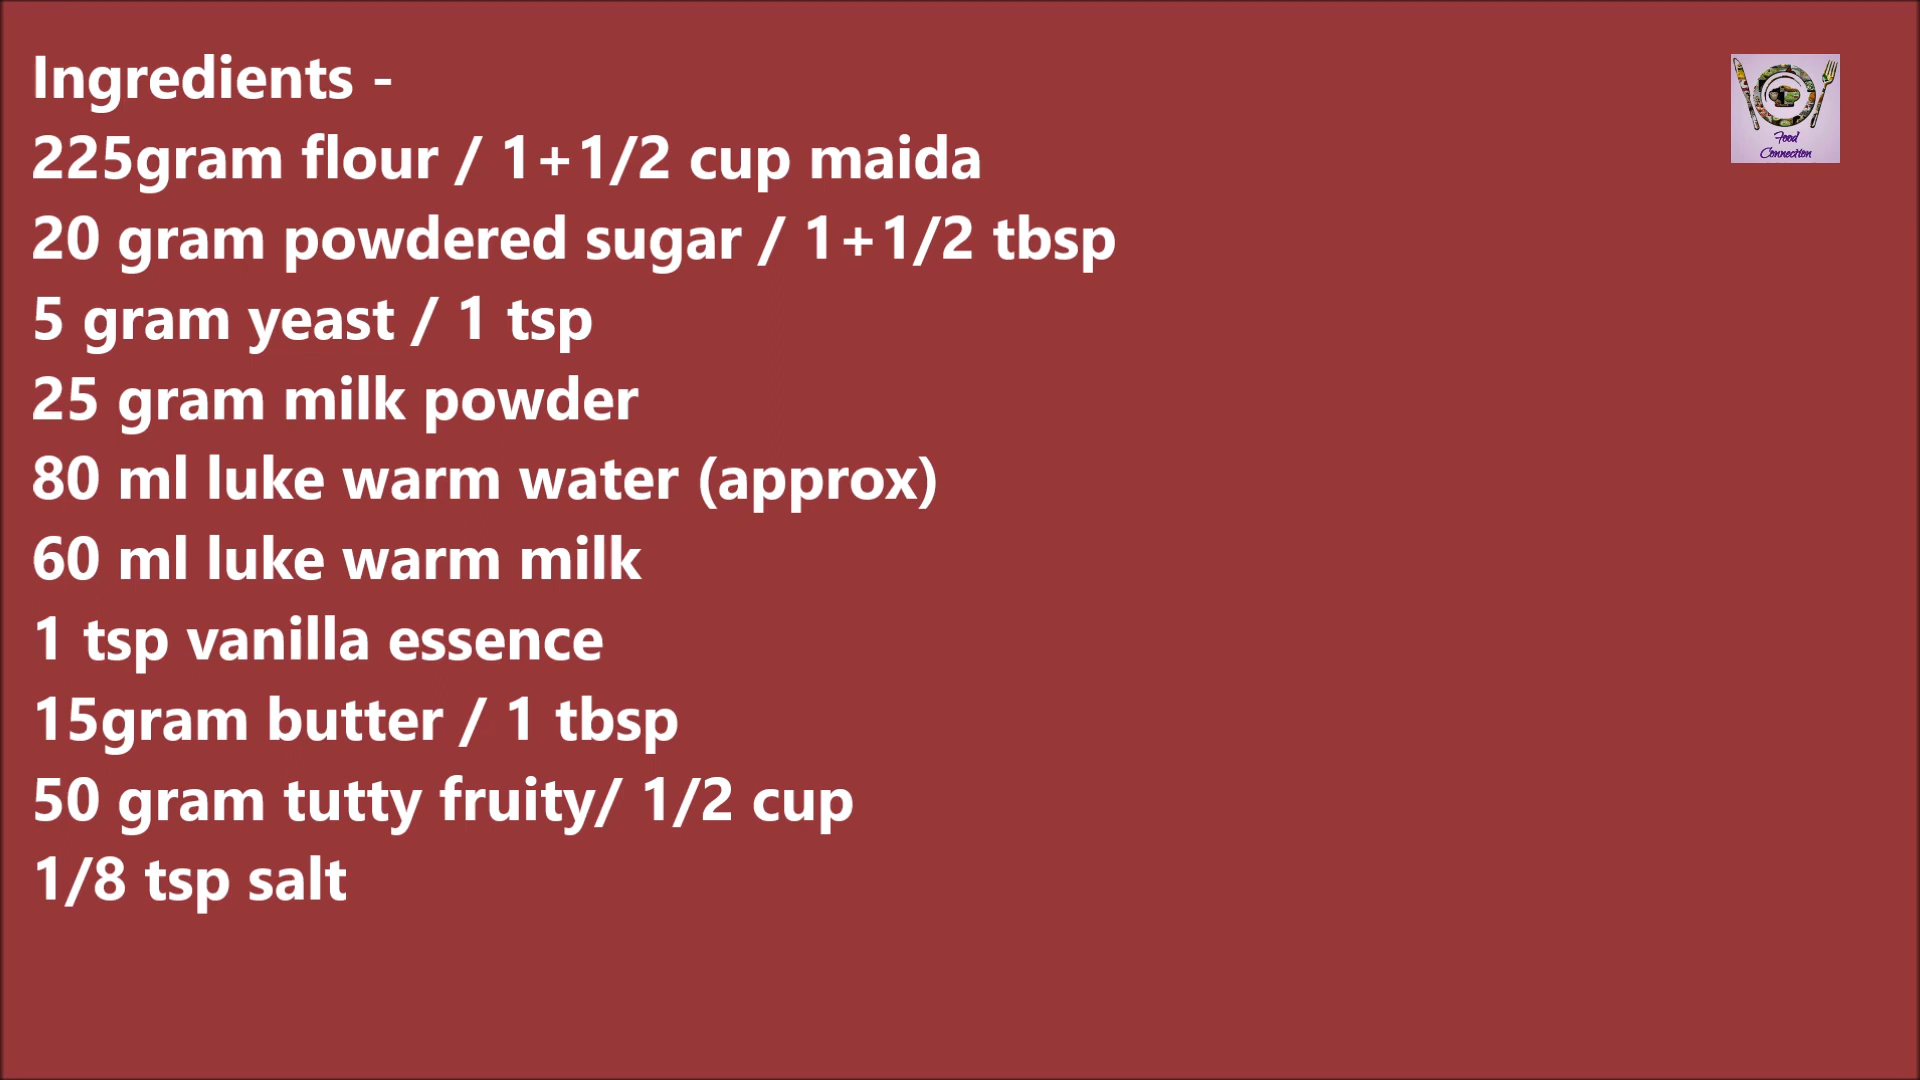 Ingredients -
225gram flour / 1+1/2 cup maida
20 gram powdered sugar / 1+1/2 tbsp
5 gram yeast / 1 tsp
25 gram milk powder
80 ml luke warm water (approx)
60 ml luke warm milk
1 tsp vanilla essence
15gram butter / 1 tbsp
50 gram tutty fruity/ 1/2 cup
1/8 tsp salt
Food
Connection